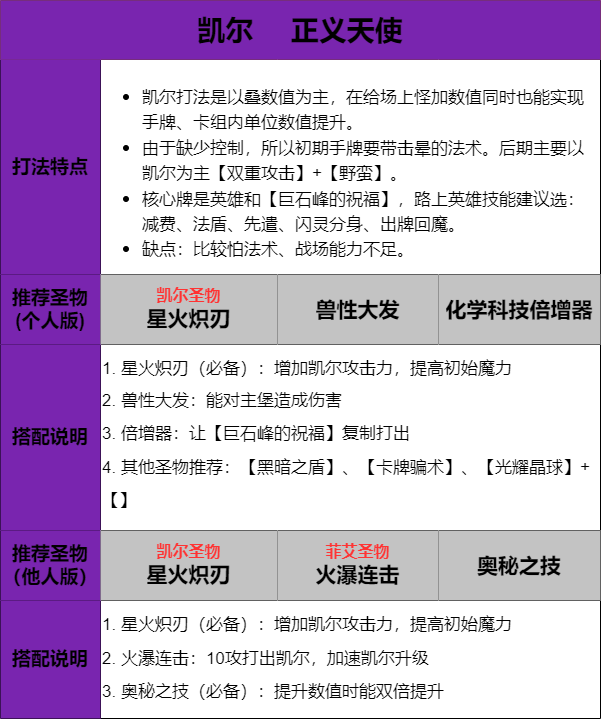 凯尔 正义天使
打法特点
• 凯尔打法是以叠数值为主，在给场上怪加数值同时也能实现
手牌、卡组内单位数值提升。
• 由于缺少控制，所以初期手牌要带击晕的法术。后期主要以
凯尔为主【双重攻击】+【野蛮】。
• 核心牌是英雄和【巨石峰的祝福】，路上英雄技能建议选：
减费、法盾、先遣、闪灵分身、出牌回魔。
• 缺点：比较怕法术、战场能力不足。
推荐圣物
(个人版)
凯尔圣物
星火炽刃
兽性大发
化学科技倍增器
搭配说明
1. 星火炽刃（必备）：增加凯尔攻击力，提高初始魔力
2. 兽性大发：能对主堡造成伤害
3. 倍增器：让【巨石峰的祝福】复制打出
4. 其他圣物推荐：【黑暗之盾】、【卡牌骗术】、【光耀晶球】+
【】
推荐圣物
(他人版)
凯尔圣物
星火炽刃
菲艾圣物
火瀑连击
奥秘之技
搭配说明
1. 星火炽刃（必备）：增加凯尔攻击力，提高初始魔力
2. 火瀑连击：10攻打出凯尔，加速凯尔升级
3. 奥秘之技（必备）：提升数值时能双倍提升